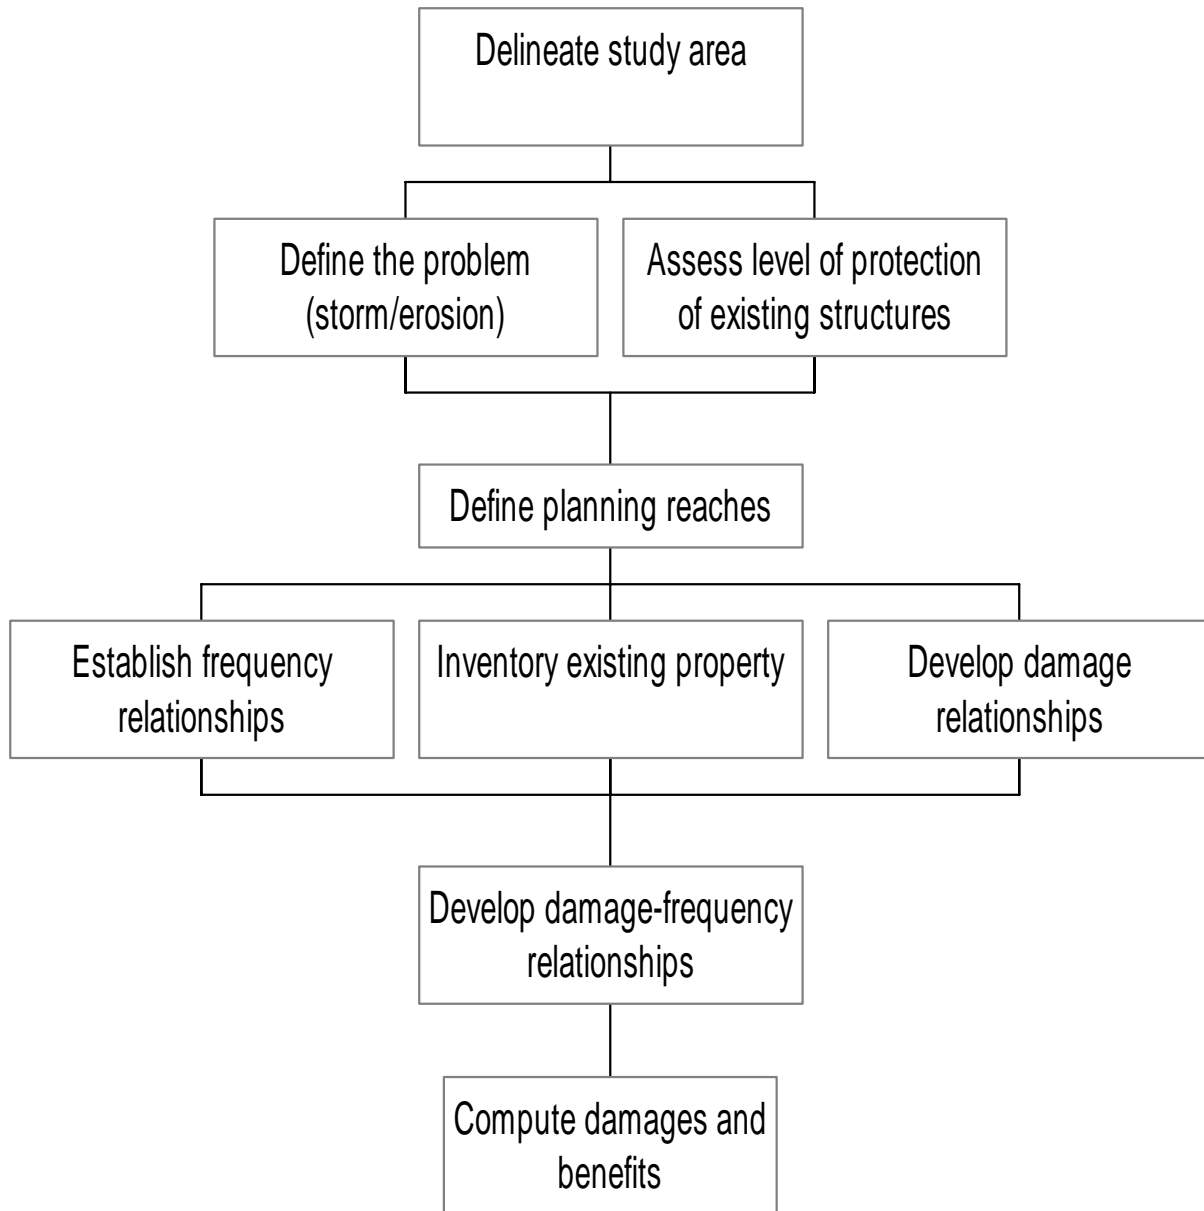 Delineate study area
Define the problem
(storm/erosion)
Assess level of protection
of existing structures
Define planning reaches
Establish frequency
relationships
Inventory existing property
Develop damage
relationships
Develop damage-frequency
relationships
Compute damages and
benefits